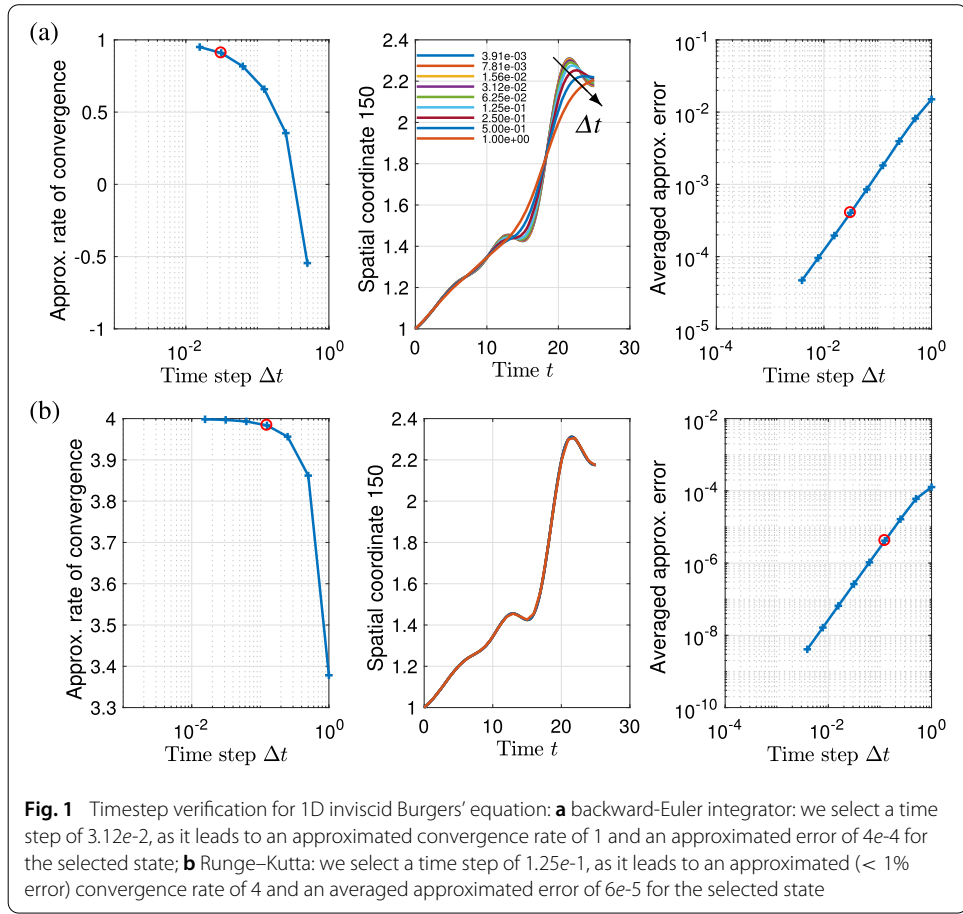 (a)
Approx. rate of convergence
1
0.5
0
-0.5
-1
10^-2
10^0
Time step Δt
Spatial coordinate 150
2.4
2.2
2
1.8
1.6
1.4
1.2
1
3.91e-03
7.81e-03
1.56e-02
3.12e-02
6.25e-02
1.25e-01
2.50e-01
5.00e-01
1.00e+00
Δt
0
10
20
30
Time t
Averaged approx. error
10^-1
10^-2
10^-3
10^-4
10^-5
10^-4
10^-2
10^0
Time step Δt
(b)
Approx. rate of convergence
4
3.9
3.8
3.7
3.6
3.5
3.4
3.3
10^-2
10^0
Time step Δt
Spatial coordinate 150
2.4
2.2
2
1.8
1.6
1.4
1.2
1
0
10
20
30
Time t
Averaged approx. error
10^-2
10^-4
10^-6
10^-8
10^-10
10^-4
10^-2
10^0
Time step Δt
Fig. 1 Timestep verification for 1D inviscid Burgers' equation: a backward-Euler integrator: we select a time
step of 3.12e-2, as it leads to an approximated convergence rate of 1 and an approximated error of 4e-4 for
the selected state; b Runge–Kutta: we select a time step of 1.25e-1, as it leads to an approximated (< 1%
error) convergence rate of 4 and an averaged approximated error of 6e-5 for the selected state